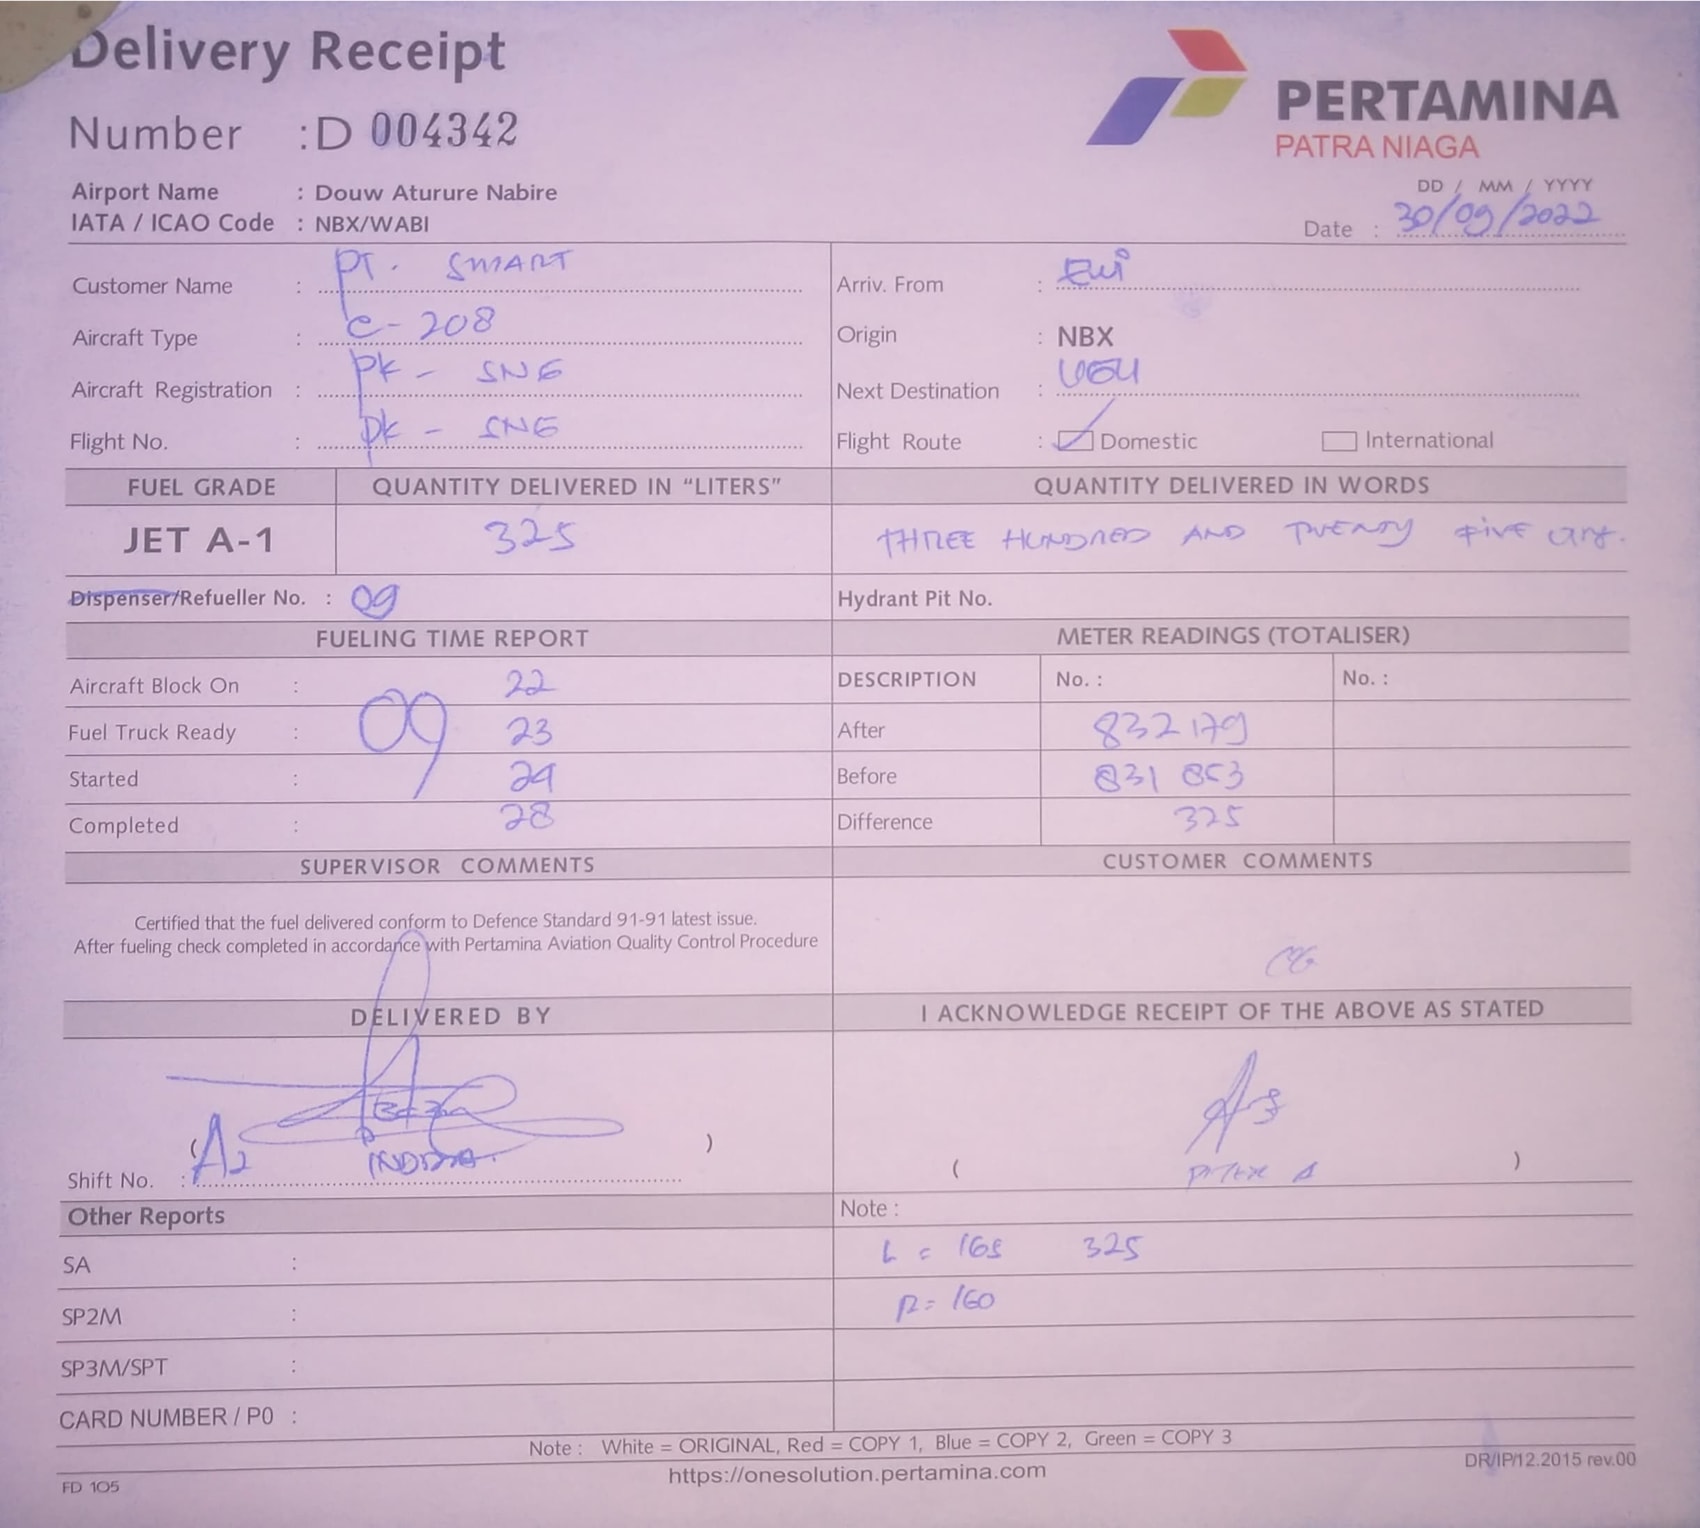 Delivery Receipt
PERTAMINA
PATRA NIAGA
Number : D 004342
Airport Name : Douw Aturure Nabire
IATA / ICAO Code : NBX/WABI
DD / MM / YYYY
Date : 30/09/2022
Customer Name : PT. SMART
Arriv. From :
Aircraft Type : C-208
Origin : NBX
Aircraft Registration : PK - SNG
Next Destination :
Flight No. : PK - SNG
Flight Route : Domestic International
FUEL GRADE QUANTITY DELIVERED IN “LITERS” QUANTITY DELIVERED IN WORDS
JET A-1 325 THREE HUNDRED AND TWENTY FIVE
Dispenser/Refueller No. : 09
Hydrant Pit No.
FUELING TIME REPORT METER READINGS (TOTALISER)
Aircraft Block On : 22 DESCRIPTION No. : No. :
Fuel Truck Ready : 09 23 After 832179
Started : 24 Before
Completed : 28 Difference 325
SUPERVISOR COMMENTS CUSTOMER COMMENTS
Certified that the fuel delivered conform to Defence Standard 91-91 latest issue.
After fueling check completed in accordance with Pertamina Aviation Quality Control Procedure
DELIVERED BY I ACKNOWLEDGE RECEIPT OF THE ABOVE AS STATED
Shift No. : ( A2 ) ( )
Other Reports Note :
SA : L = 165 325
SP2M : R = 160
SP3M/SPT :
CARD NUMBER / P0 :
Note : White = ORIGINAL, Red = COPY 1, Blue = COPY 2, Green = COPY 3
https://onesolution.pertamina.com
FD 105
DR/IP/12.2015 rev.00